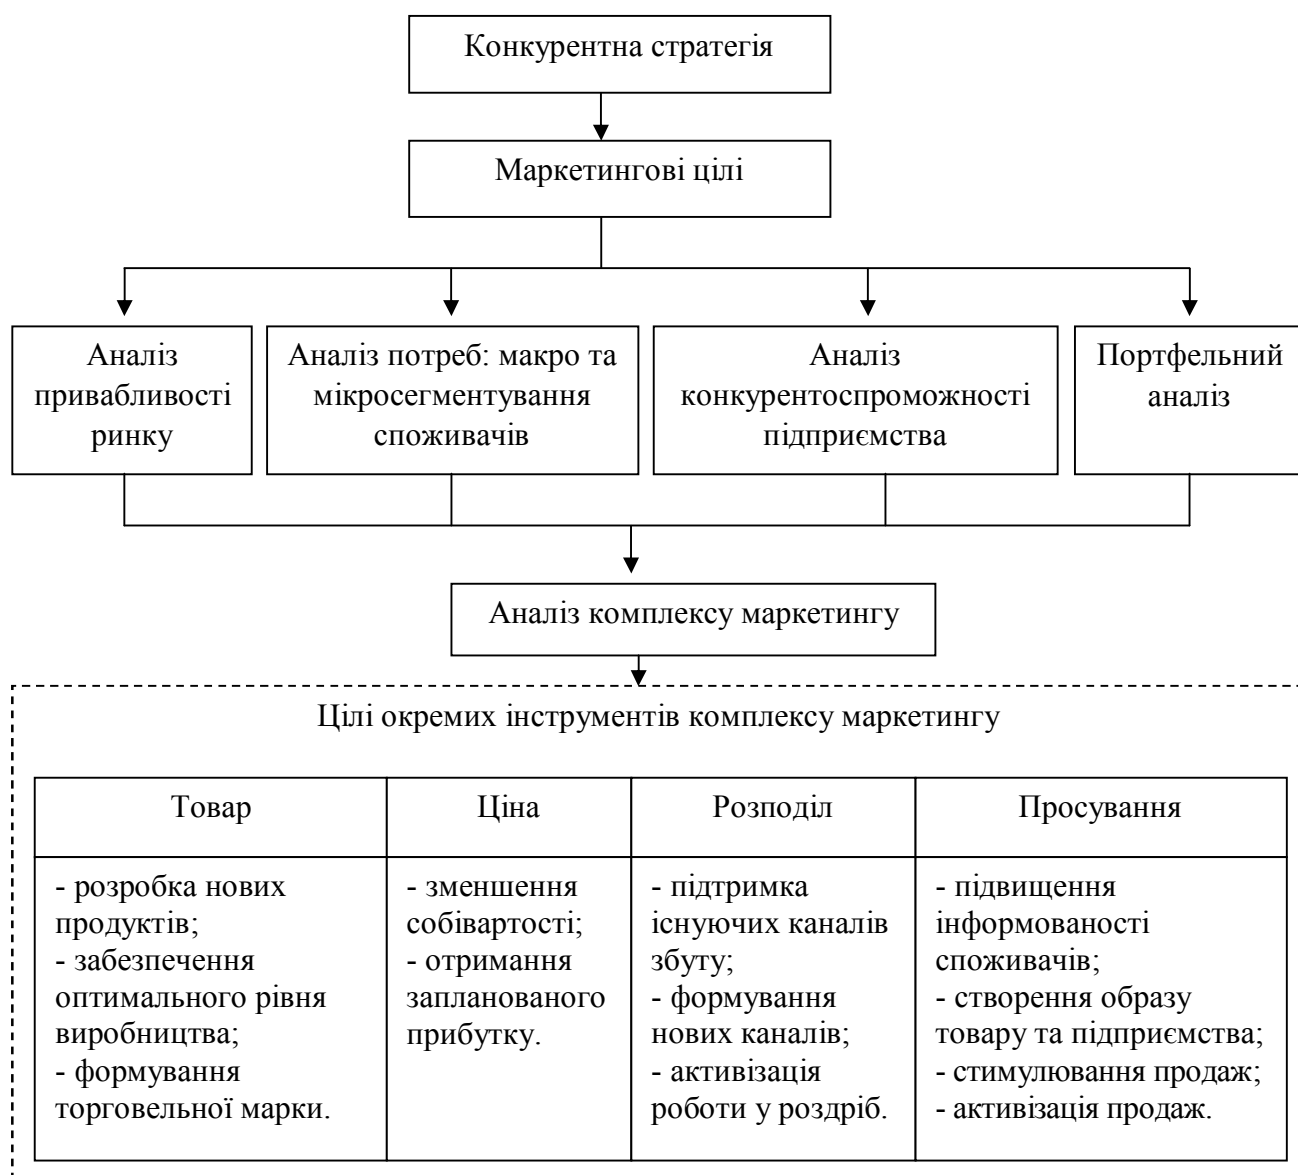 Конкурентна стратегія
Маркетингові цілі
Аналіз
привабливості
ринку
Аналіз потреб: макро та
мікросегментування
споживачів
Аналіз
конкурентоспроможності
підприємства
Портфельний
аналіз
Аналіз комплексу маркетингу
Цілі окремих інструментів комплексу маркетингу
Товар
Ціна
Розподіл
Просування
- розробка нових
продуктів;
- забезпечення
оптимального рівня
виробництва;
- формування
торговельної марки.
- зменшення
собівартості;
- отримання
запланованого
прибутку.
- підтримка
існуючих каналів
збуту;
- формування
нових каналів;
- активізація
роботи у роздріб.
- підвищення
інформованості
споживачів;
- створення образу
товару та підприємства;
- стимулювання продаж;
- активізація продаж.